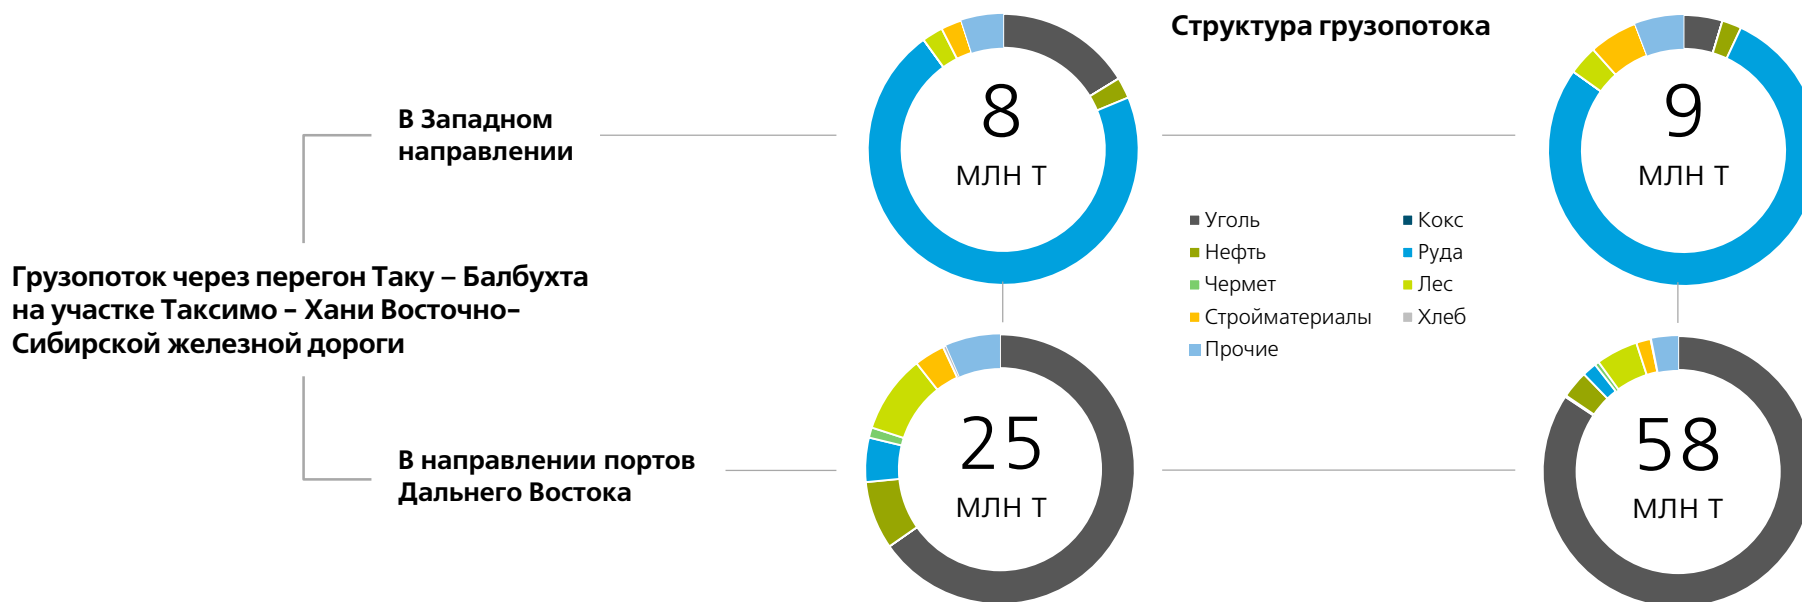 Структура грузопотока
В Западном
направлении
8
МЛН Т
9
МЛН Т
Уголь
Кокс
Нефть
Руда
Чермет
Лес
Стройматериалы
Хлеб
Прочие
Грузопоток через перегон Таку – Балбухта
на участке Таксимо – Хани Восточно–
Сибирской железной дороги
В направлении портов
Дальнего Востока
25
МЛН Т
58
МЛН Т